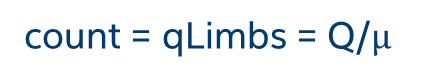 count = qLimbs = Q/μ